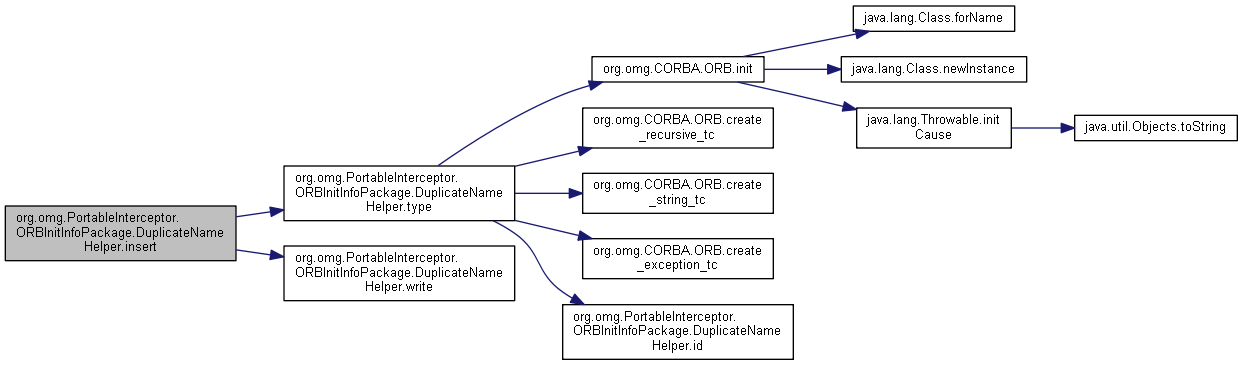 org.omg.PortableInterceptor.
ORBInitInfoPackage.DuplicateName
Helper.insert
org.omg.PortableInterceptor.
ORBInitInfoPackage.DuplicateName
Helper.type
org.omg.PortableInterceptor.
ORBInitInfoPackage.DuplicateName
Helper.write
org.omg.CORBA.ORB.init
org.omg.CORBA.ORB.create
_recursive_tc
org.omg.CORBA.ORB.create
_string_tc
org.omg.CORBA.ORB.create
_exception_tc
org.omg.PortableInterceptor.
ORBInitInfoPackage.DuplicateName
Helper.id
java.lang.Class.forName
java.lang.Class.newInstance
java.lang.Throwable.init
Cause
java.util.Objects.toString